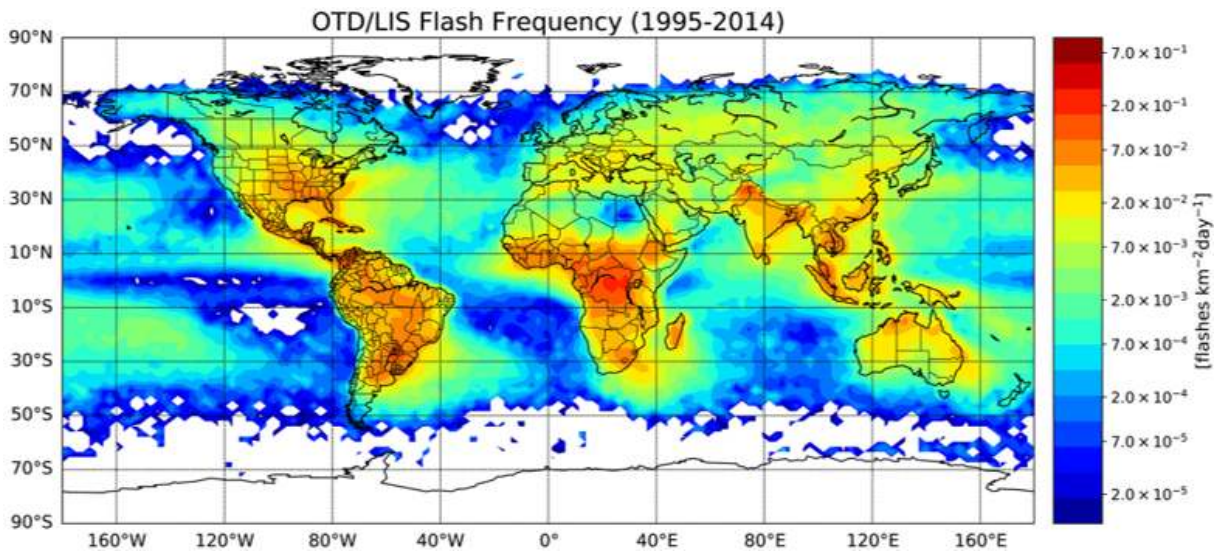 OTD/LIS Flash Frequency (1995-2014)
90°N
70°N
50°N
30°N
10°N
10°S
30°S
50°S
70°S
90°S
160°W 120°W 80°W 40°W 0° 40°E 80°E 120°E 160°E
7.0 × 10⁻¹
2.0 × 10⁻¹
7.0 × 10⁻²
2.0 × 10⁻²
7.0 × 10⁻³
2.0 × 10⁻³
7.0 × 10⁻⁴
2.0 × 10⁻⁴
7.0 × 10⁻⁵
2.0 × 10⁻⁵
[flashes km⁻²day⁻¹]